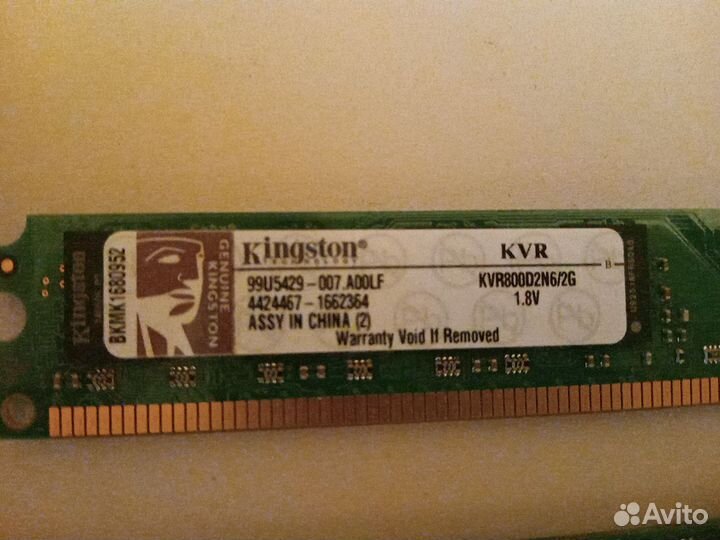 Kingston® KVR
99U5429-007.A00LF KVR800D2N6/2G
4424467-1662364 1.8V
ASSY IN CHINA (2)
Warranty Void If Removed
BKMK1680952
GENUINE
KINGSTON
Kingston
B
Avito